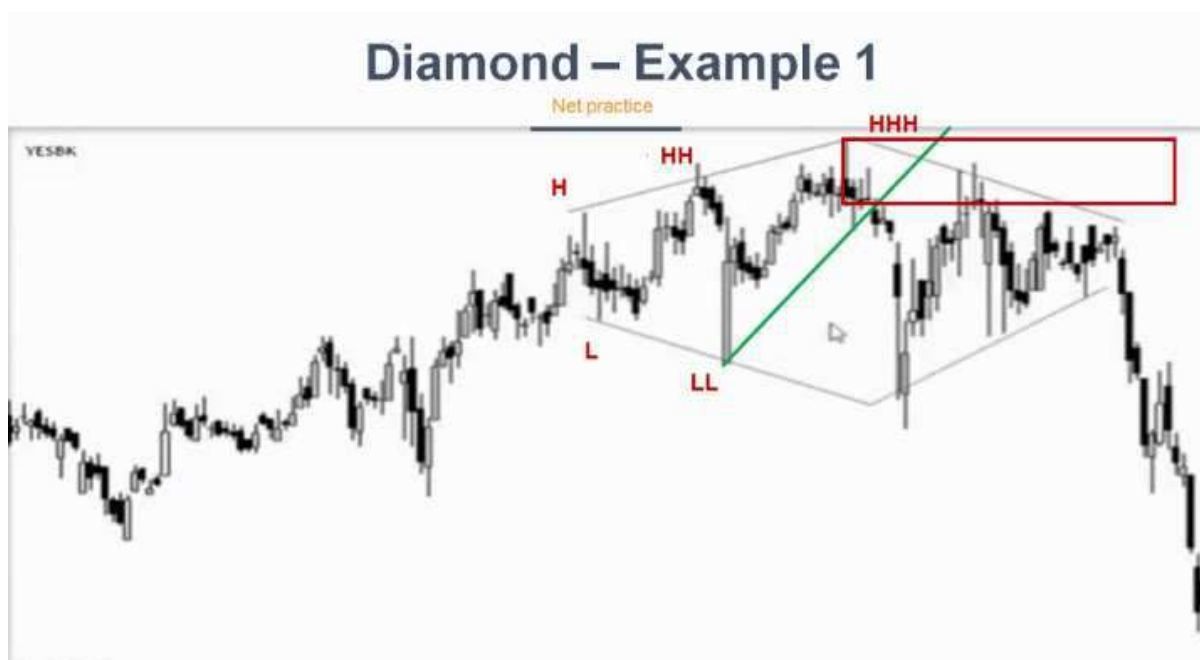 Diamond – Example 1
Net practice
YESBK
HHH
HH
H
L
LL